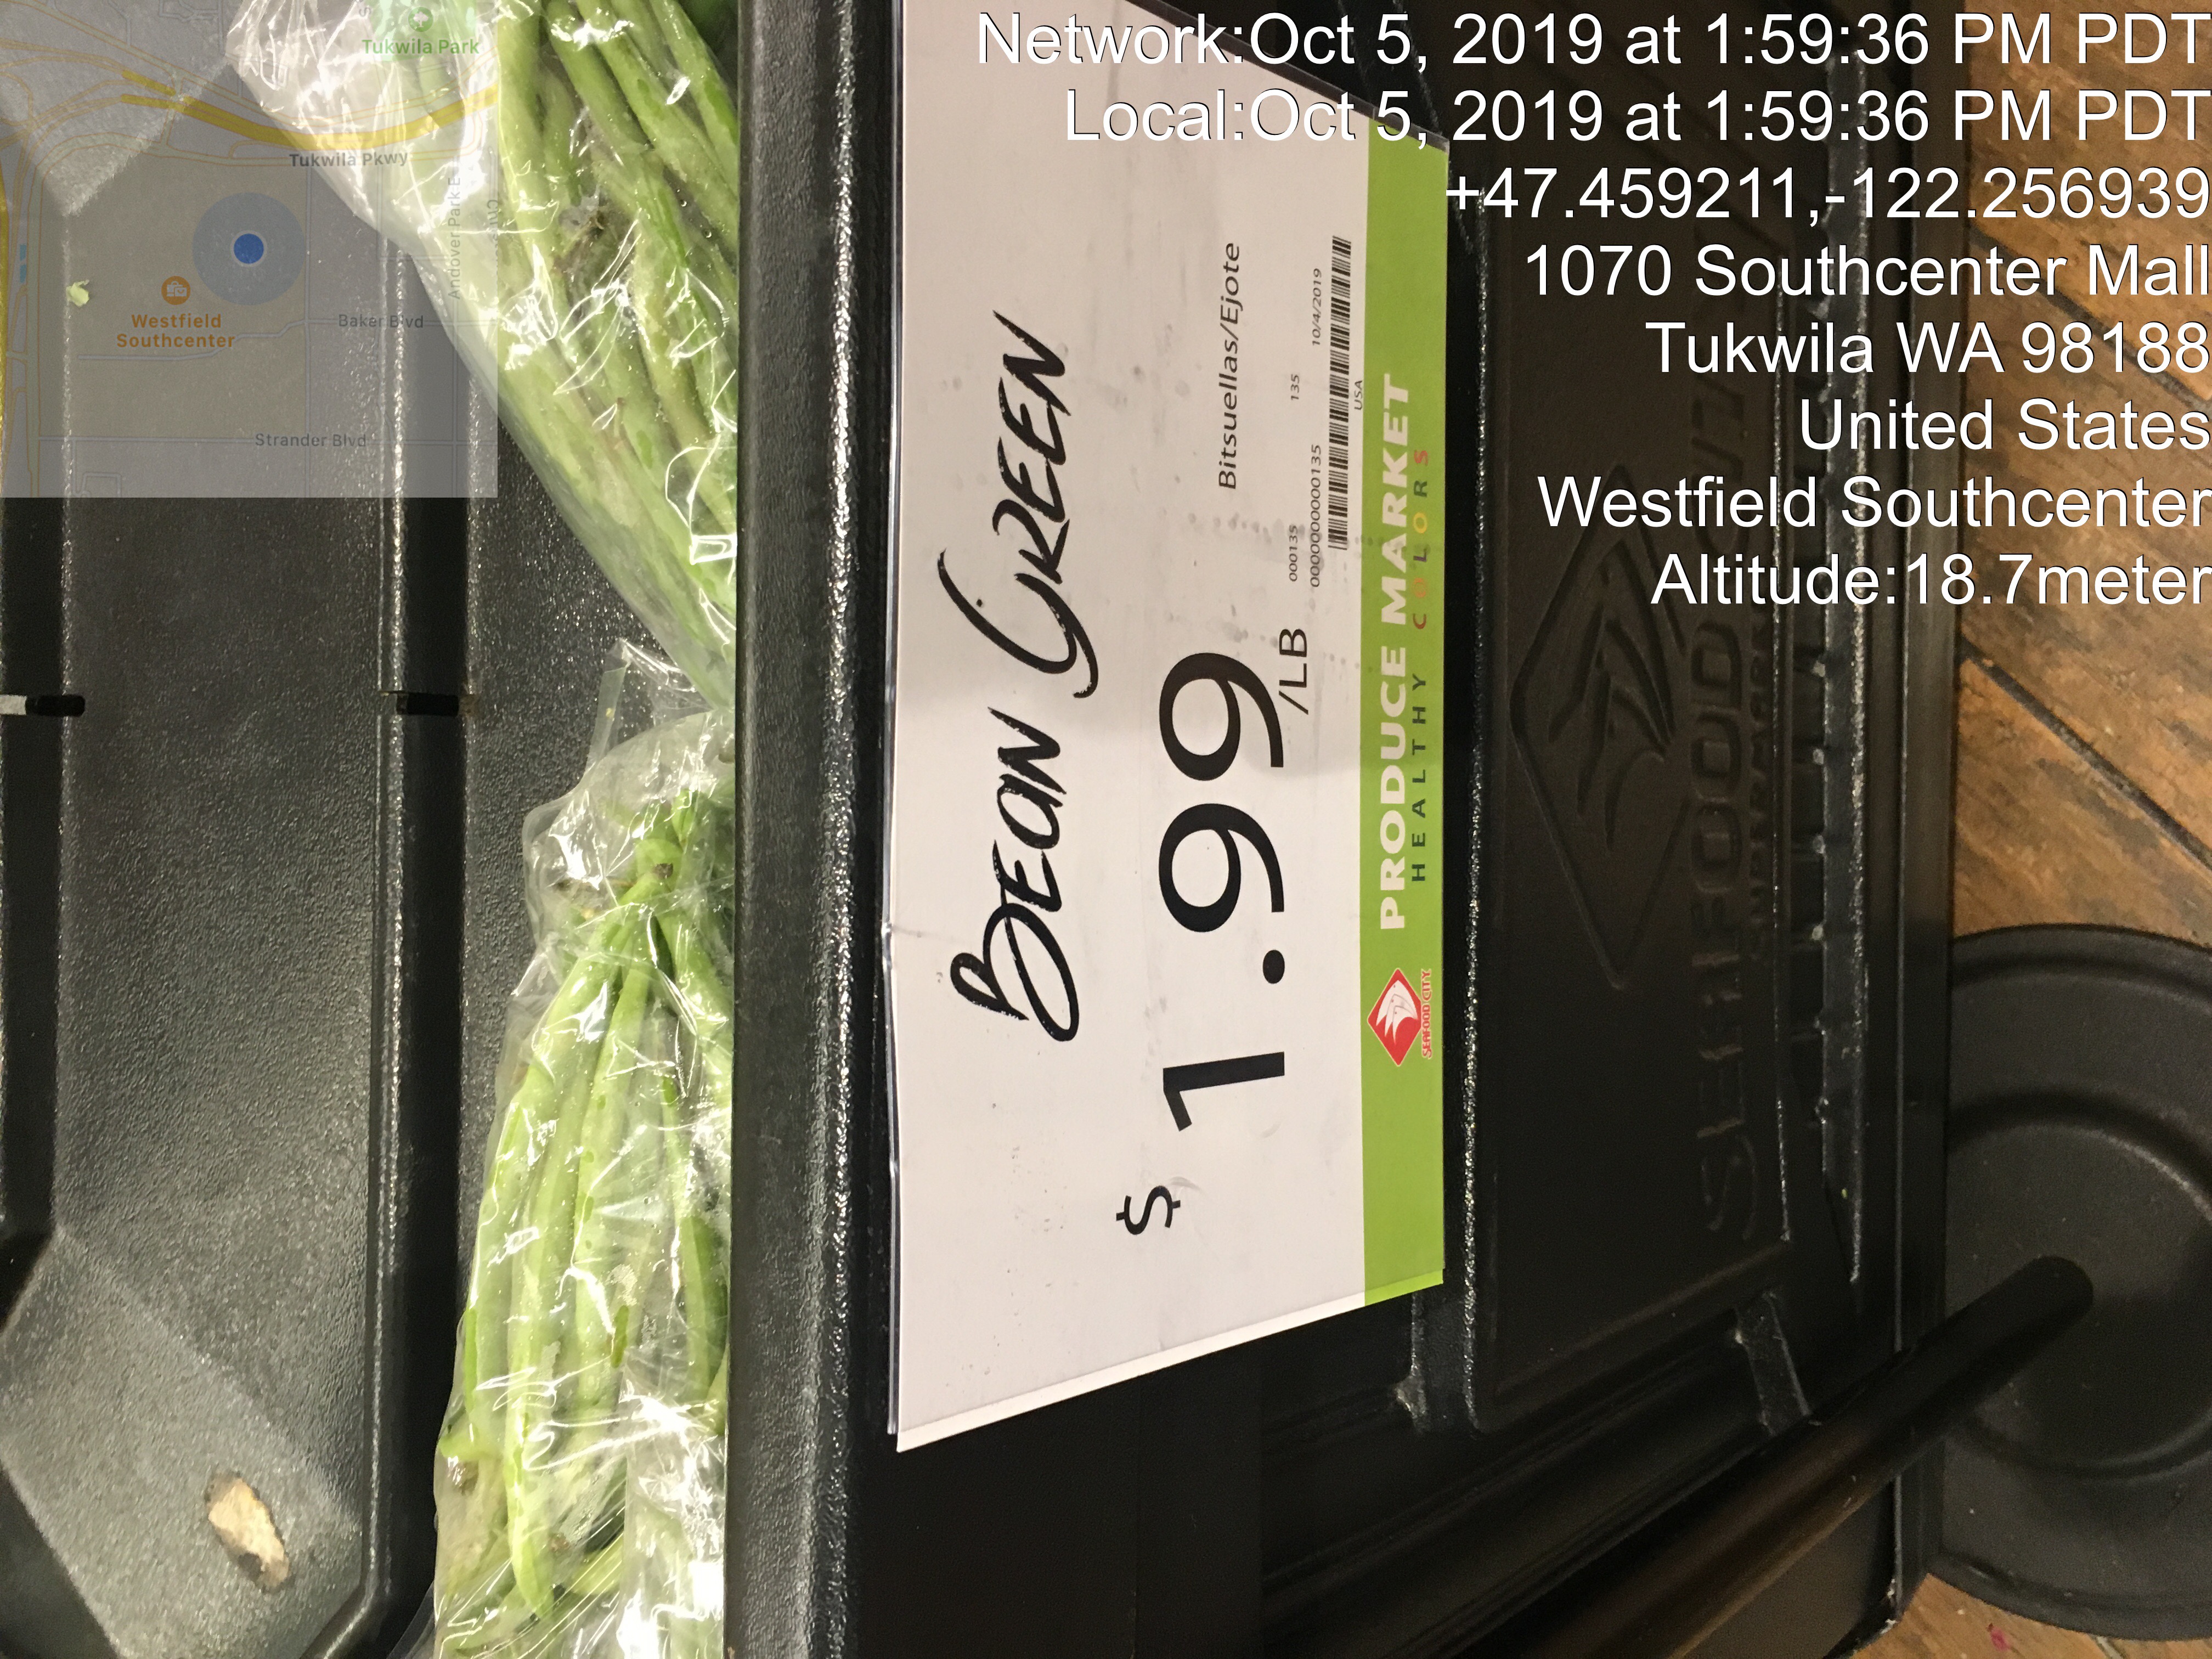 Network:Oct 5, 2019 at 1:59:36 PM PDT
Local:Oct 5, 2019 at 1:59:36 PM PDT
+47.459211,-122.256939
1070 Southcenter Mall
Tukwila WA 98188
United States
Westfield Southcenter
Altitude:18.7meter
Tukwila Park
Tukwila Pkwy
Andover Park E
Westfield
Southcenter
Baker Blvd
Strander Blvd
BEAN GREEN
Bitsuellas/Ejote
$ 1.99 /LB
000135 135 10/4/2019
0000000000135
USA
PRODUCE MARKET
HEALTHY COLORS
SEAFOOD CITY
SEAFOOD CITY
SUPERMARKET